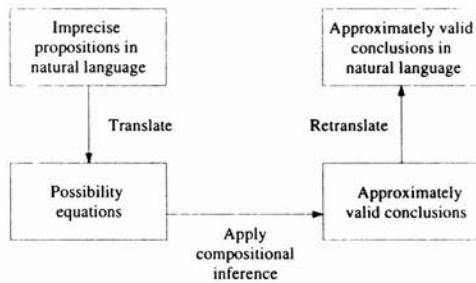 Imprecise
propositions in
natural language
Approximately valid
conclusions in
natural language
Translate
Retranslate
Possibility
equations
Approximately
valid conclusions
Apply
compositional
inference